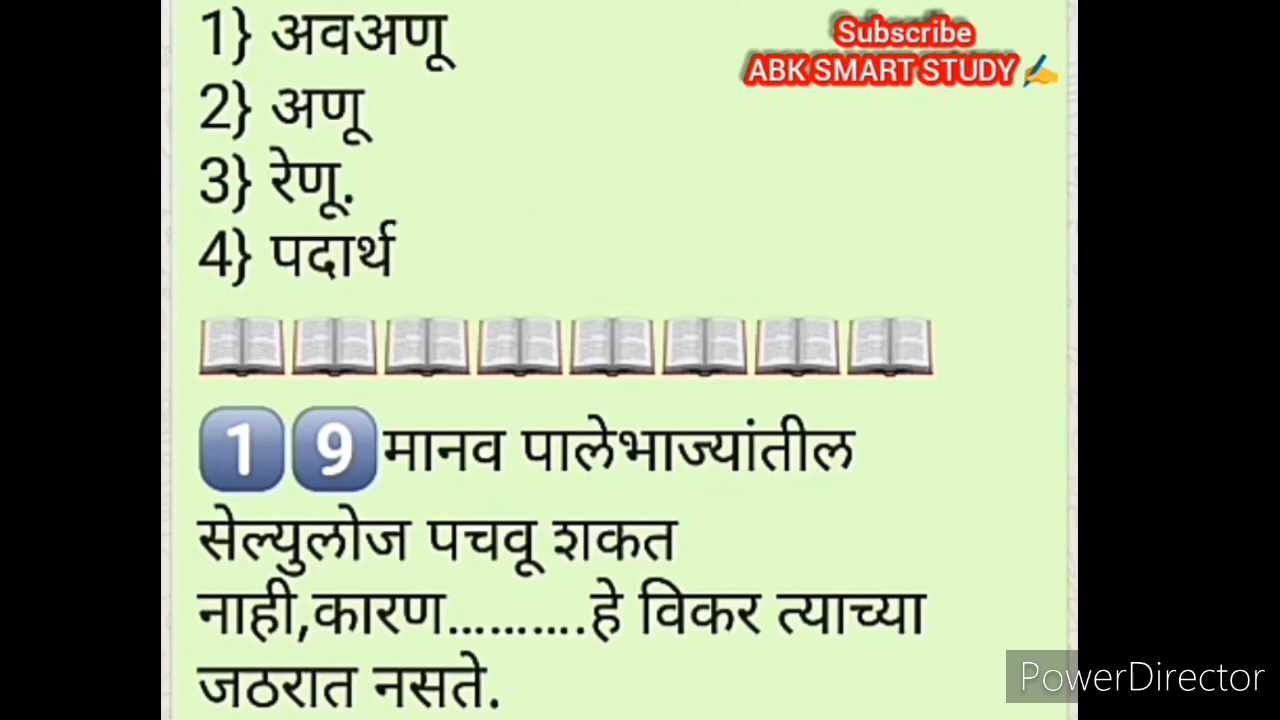 1} अवअणू
Subscribe
ABK SMART STUDY ✍
2} अणू
3} रेणू.
4} पदार्थ
19 मानव पालेभाज्यांतील
सेल्युलोज पचवू शकत
नाही,कारण..........हे विकर त्याच्या
जठरात नसते.
PowerDirector